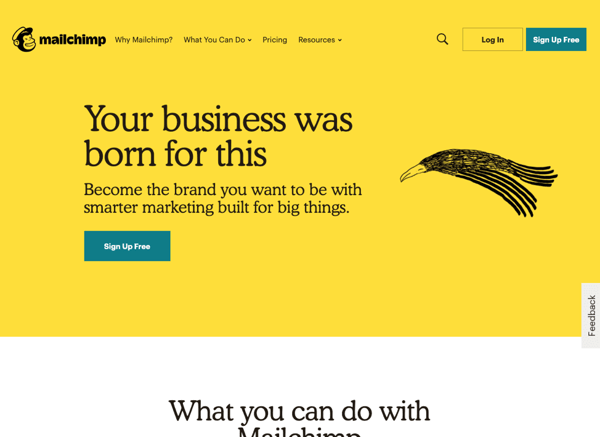 mailchimp
Why Mailchimp? What You Can Do Pricing Resources
Log In
Sign Up Free
Your business was
born for this
Become the brand you want to be with
smarter marketing built for big things.
Sign Up Free
Feedback
What you can do with
Mailchimp